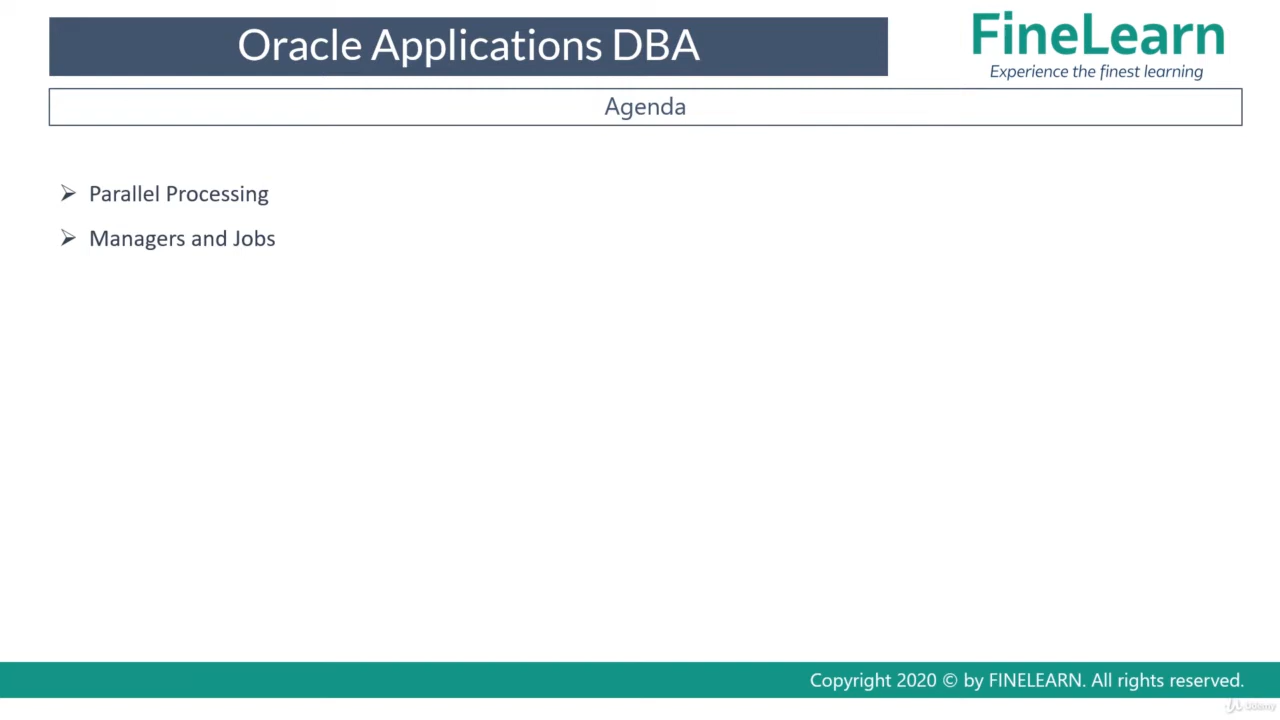 Oracle Applications DBA
FineLearn
Experience the finest learning
Agenda
Parallel Processing
Managers and Jobs
Copyright 2020 © by FINELEARN. All rights reserved.
Udemy